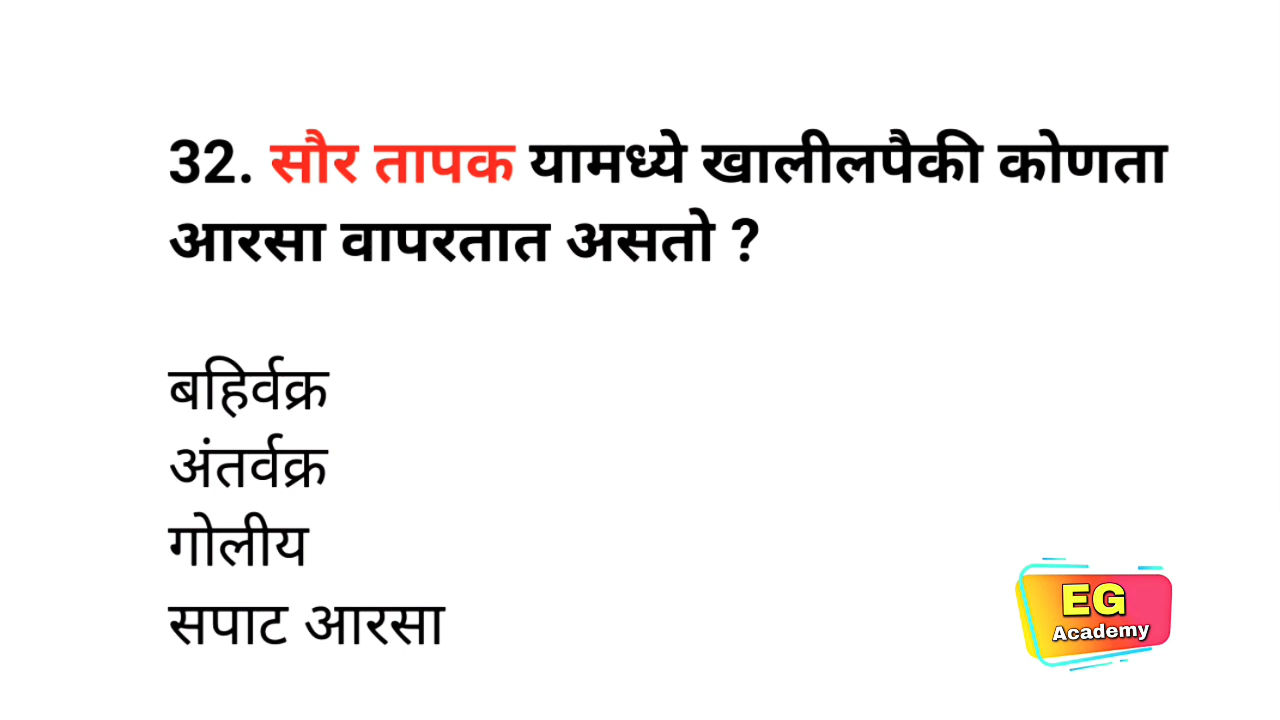 32. सौर तापक यामध्ये खालीलपैकी कोणता
आरसा वापरतात असतो ?
बहिर्वक्र
अंतर्वक्र
गोलीय
सपाट आरसा
EG
Academy